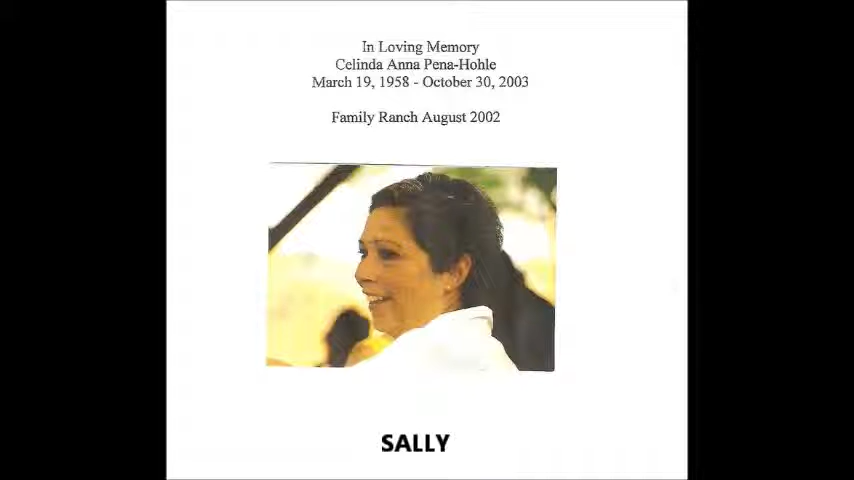 In Loving Memory
Celinda Anna Pena-Hohle
March 19, 1958 - October 30, 2003
Family Ranch August 2002
SALLY